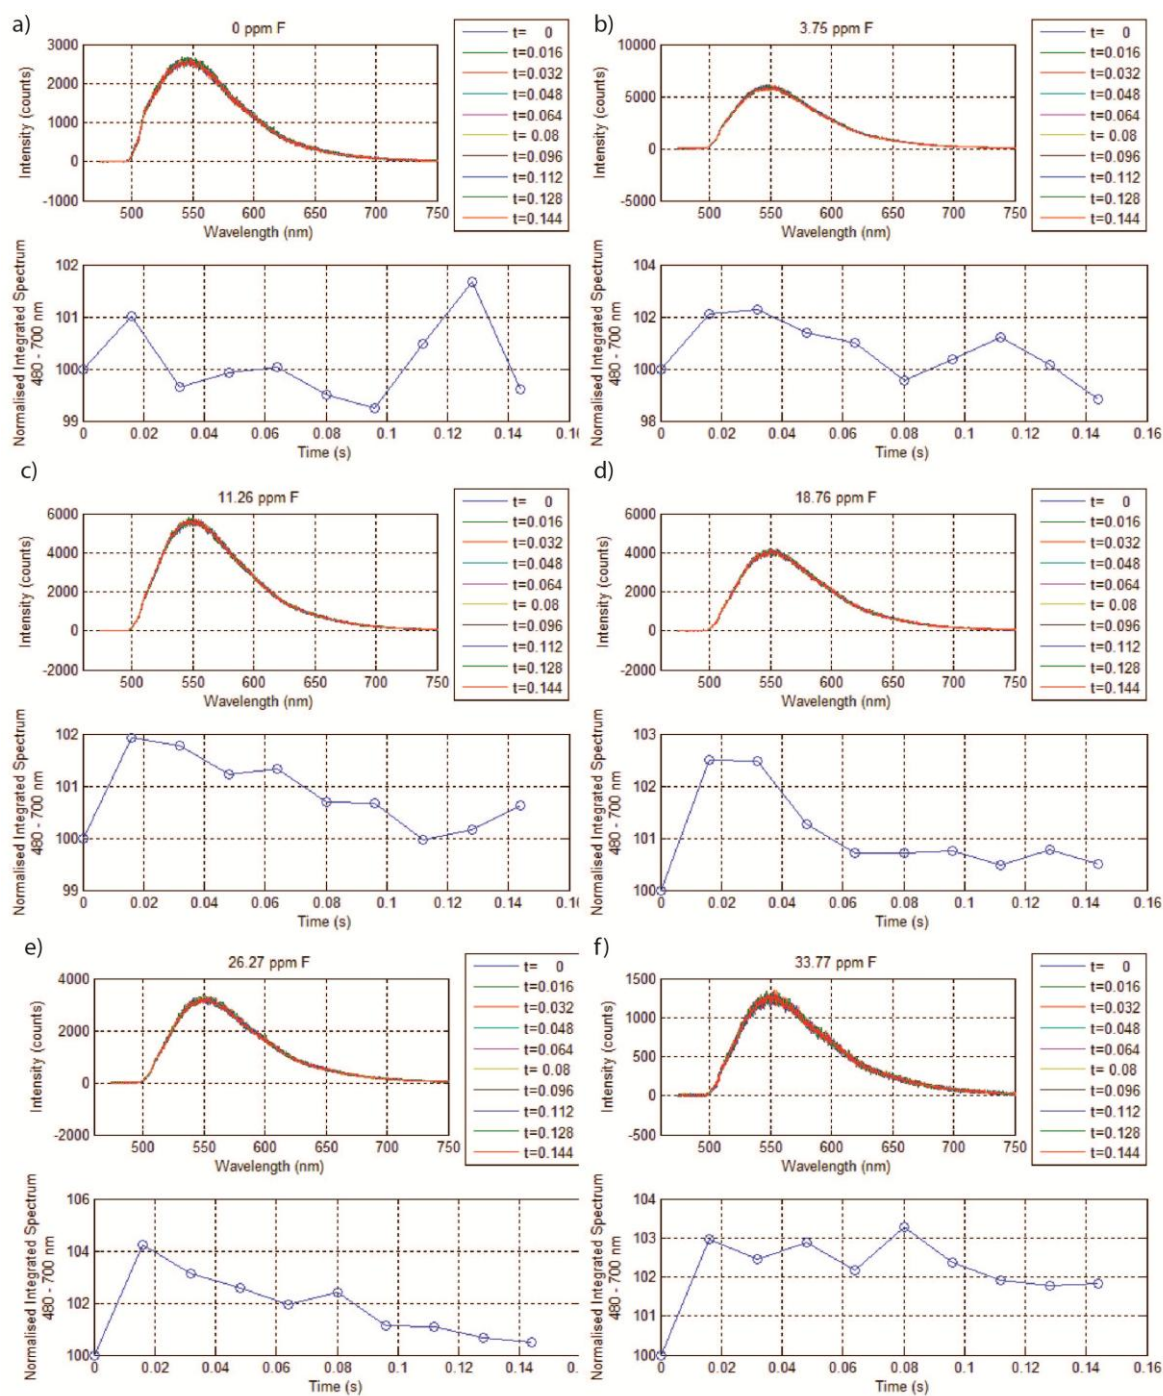 a)
0 ppm F
3000
2000
1000
0
-1000
Intensity (counts)
500 550 600 650 700 750
Wavelength (nm)
t= 0
t=0.016
t=0.032
t=0.048
t=0.064
t= 0.08
t=0.096
t=0.112
t=0.128
t=0.144
Normalised Integrated Spectrum
480 - 700 nm
102
101
100
99
0 0.02 0.04 0.06 0.08 0.1 0.12 0.14 0.16
Time (s)
b)
3.75 ppm F
10000
5000
0
-5000
Intensity (counts)
500 550 600 650 700 750
Wavelength (nm)
t= 0
t=0.016
t=0.032
t=0.048
t=0.064
t= 0.08
t=0.096
t=0.112
t=0.128
t=0.144
Normalised Integrated Spectrum
480 - 700 nm
104
102
100
98
0 0.02 0.04 0.06 0.08 0.1 0.12 0.14 0.16
Time (s)
c)
11.26 ppm F
6000
4000
2000
0
-2000
Intensity (counts)
500 550 600 650 700 750
Wavelength (nm)
t= 0
t=0.016
t=0.032
t=0.048
t=0.064
t= 0.08
t=0.096
t=0.112
t=0.128
t=0.144
Normalised Integrated Spectrum
480 - 700 nm
102
101
100
99
0 0.02 0.04 0.06 0.08 0.1 0.12 0.14 0.16
Time (s)
d)
18.76 ppm F
6000
4000
2000
0
-2000
Intensity (counts)
500 550 600 650 700 750
Wavelength (nm)
t= 0
t=0.016
t=0.032
t=0.048
t=0.064
t= 0.08
t=0.096
t=0.112
t=0.128
t=0.144
Normalised Integrated Spectrum
480 - 700 nm
103
102
101
100
0 0.02 0.04 0.06 0.08 0.1 0.12 0.14 0.16
Time (s)
e)
26.27 ppm F
4000
2000
0
-2000
Intensity (counts)
500 550 600 650 700 750
Wavelength (nm)
t= 0
t=0.016
t=0.032
t=0.048
t=0.064
t= 0.08
t=0.096
t=0.112
t=0.128
t=0.144
Normalised Integrated Spectrum
480 - 700 nm
106
104
102
100
0 0.02 0.04 0.06 0.08 0.1 0.12 0.14
Time (s)
f)
33.77 ppm F
1500
1000
500
0
-500
Intensity (counts)
500 550 600 650 700 750
Wavelength (nm)
t= 0
t=0.016
t=0.032
t=0.048
t=0.064
t= 0.08
t=0.096
t=0.112
t=0.128
t=0.144
Normalised Integrated Spectrum
480 - 700 nm
104
103
102
101
100
0 0.02 0.04 0.06 0.08 0.1 0.12 0.14 0.16
Time (s)